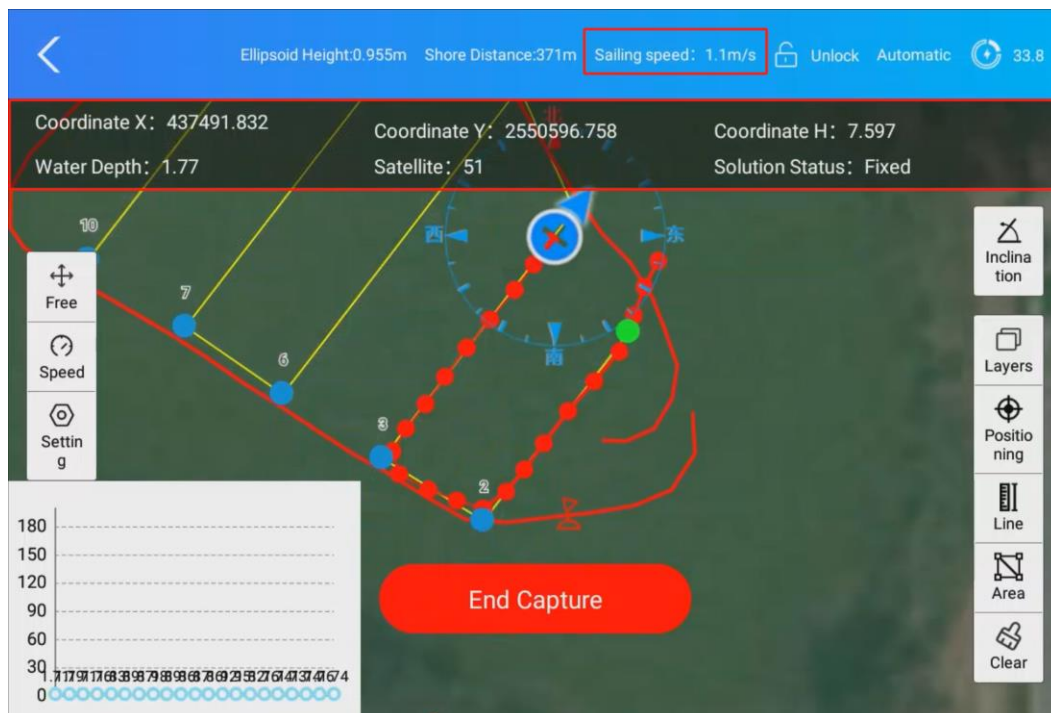 Ellipsoid Height:0.955m Shore Distance:371m Sailing speed: 1.1m/s Unlock Automatic 33.8
Coordinate X: 437491.832 Coordinate Y: 2550596.758 Coordinate H: 7.597
Water Depth: 1.77 Satellite: 51 Solution Status: Fixed
北
10
西
东
Inclina
tion
Free
7
Speed
南
Layers
6
Settin
g
3
Positio
ning
2
Line
180
150
120
End Capture
Area
90
60
30
Clear
0